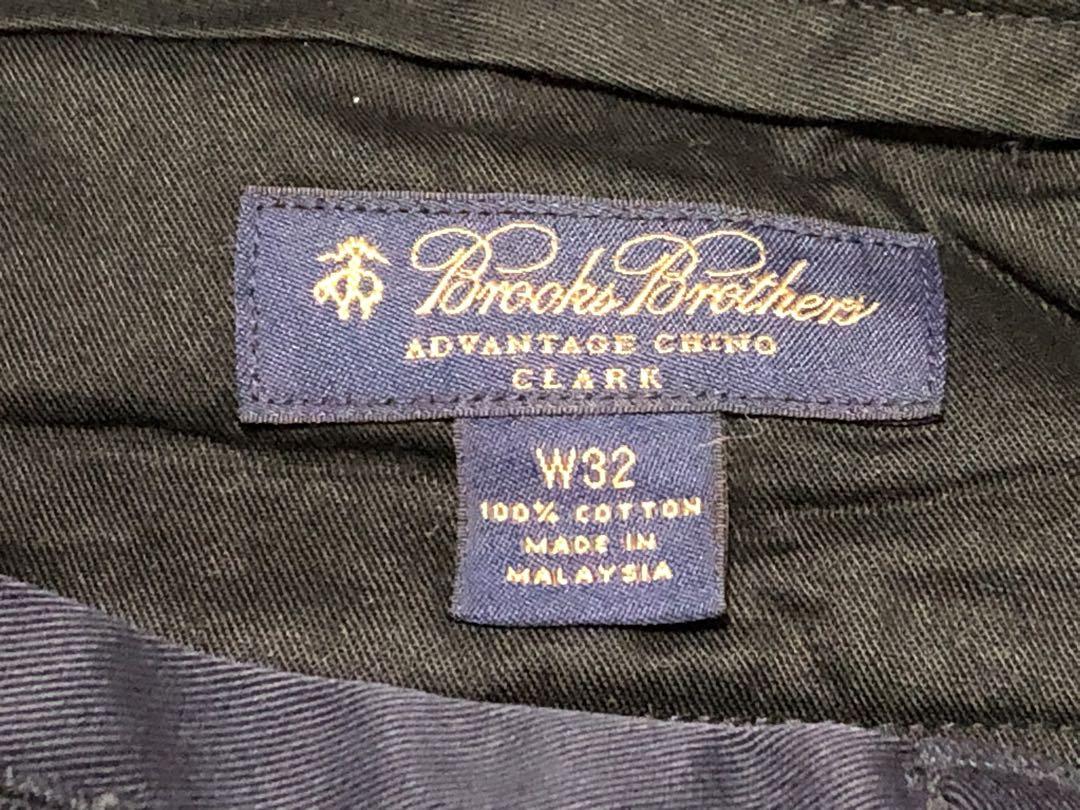 Brooks Brothers
ADVANTAGE CHINO
CLARK
W32
100% COTTON
MADE IN
MALAYSIA